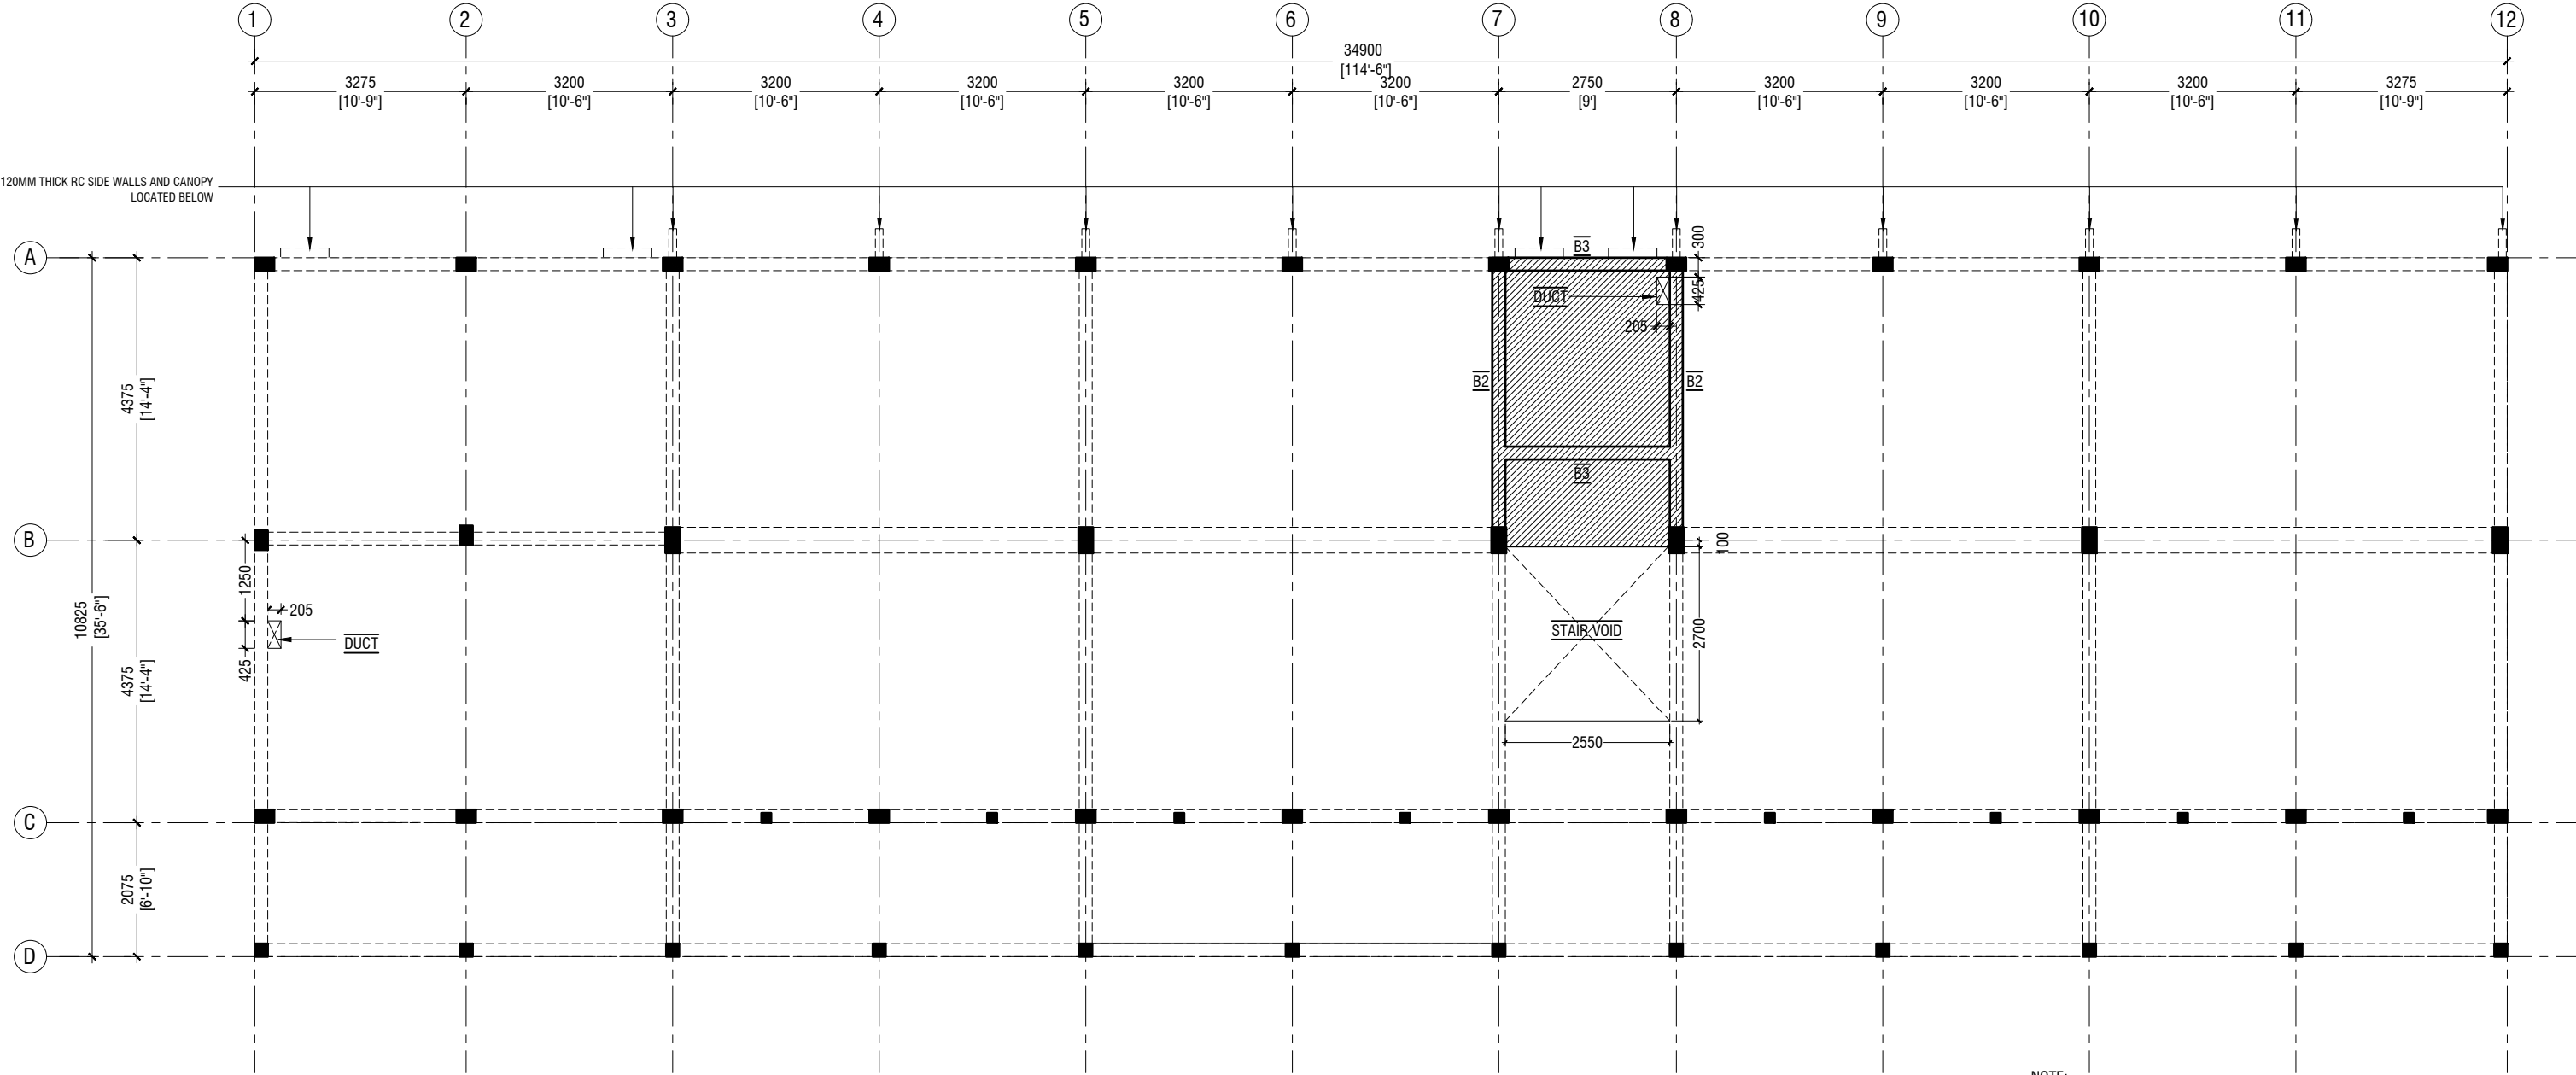 1 2 3 4 5 6 7 8 9 10 11 12
34900
[114'-6"]
3275 3200 3200 3200 3200 3200 2750 3200 3200 3200 3275
[10'-9"] [10'-6"] [10'-6"] [10'-6"] [10'-6"] [10'-6"] [9'] [10'-6"] [10'-6"] [10'-6"] [10'-9"]
120MM THICK RC SIDE WALLS AND CANOPY
LOCATED BELOW
A
B3
300
DUCT
425
205
4375
[14'-4"]
B2 B2
B3
B
100
1250
205
10825
[35'-6"]
DUCT
425
STAIR VOID
2700
4375
[14'-4"]
2550
C
2075
[6'-10"]
D
NOTE: